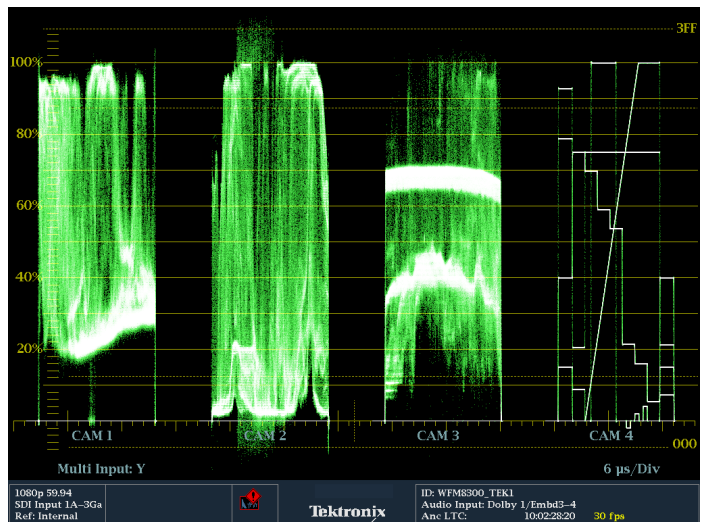 3FF
100%
80%
60%
40%
20%
000
CAM 1 CAM 2 CAM 3 CAM 4
Multi Input: Y 6 µs/Div
1080p 59.94
SDI Input 1A–3Ga
Ref: Internal
Tektronix
ID: WFM8300_TEK1
Audio Input: Dolby 1/Embd3–4
Anc LTC: 10:02:28:20 30 fps